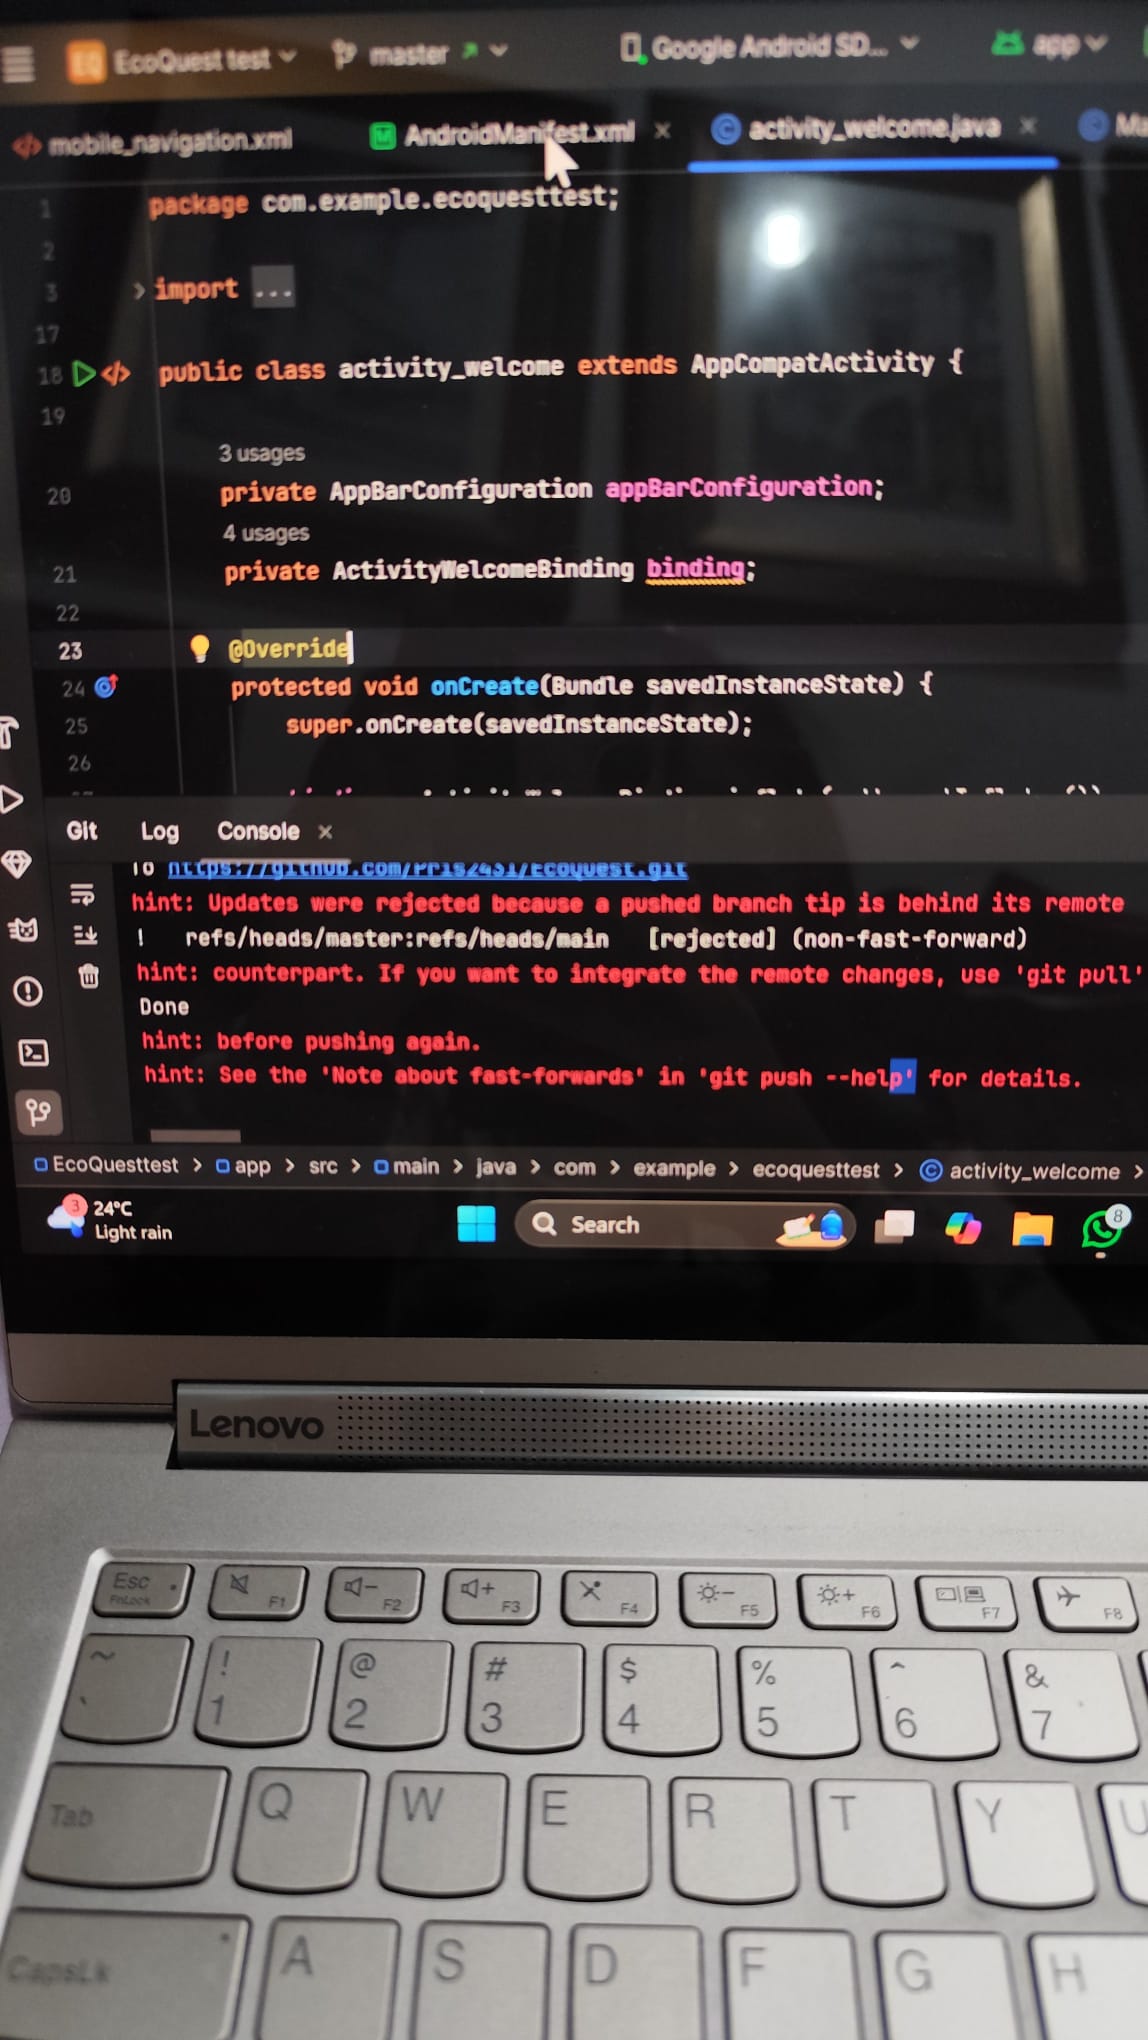 EQ EcoQuest test master Google Android SD... app
mobile_navigation.xml AndroidManifest.xml activity_welcome.java
1 package com.example.ecoquesttest;
2
3 import ...
17
18 public class activity_welcome extends AppCompatActivity {
19
3 usages
20 private AppBarConfiguration appBarConfiguration;
4 usages
21 private ActivityWelcomeBinding binding;
22
23 @Override
24 protected void onCreate(Bundle savedInstanceState) {
25 super.onCreate(savedInstanceState);
26
Git Log Console
To https://github.com/Pris2431/EcoQuest.git
hint: Updates were rejected because a pushed branch tip is behind its remote
! refs/heads/master:refs/heads/main [rejected] (non-fast-forward)
hint: counterpart. If you want to integrate the remote changes, use 'git pull'
Done
hint: before pushing again.
hint: See the 'Note about fast-forwards' in 'git push --help' for details.
EcoQuesttest > app > src > main > java > com > example > ecoquesttest > activity_welcome >
3 24°C
Light rain
Search
8
Lenovo
Esc FnLock F1 F2 F3 F4 F5 F6 F7 F8
~ ` ! 1 @ 2 # 3 $ 4 % 5 ^ 6 & 7
Tab Q W E R T Y U
CapsLk A S D F G H